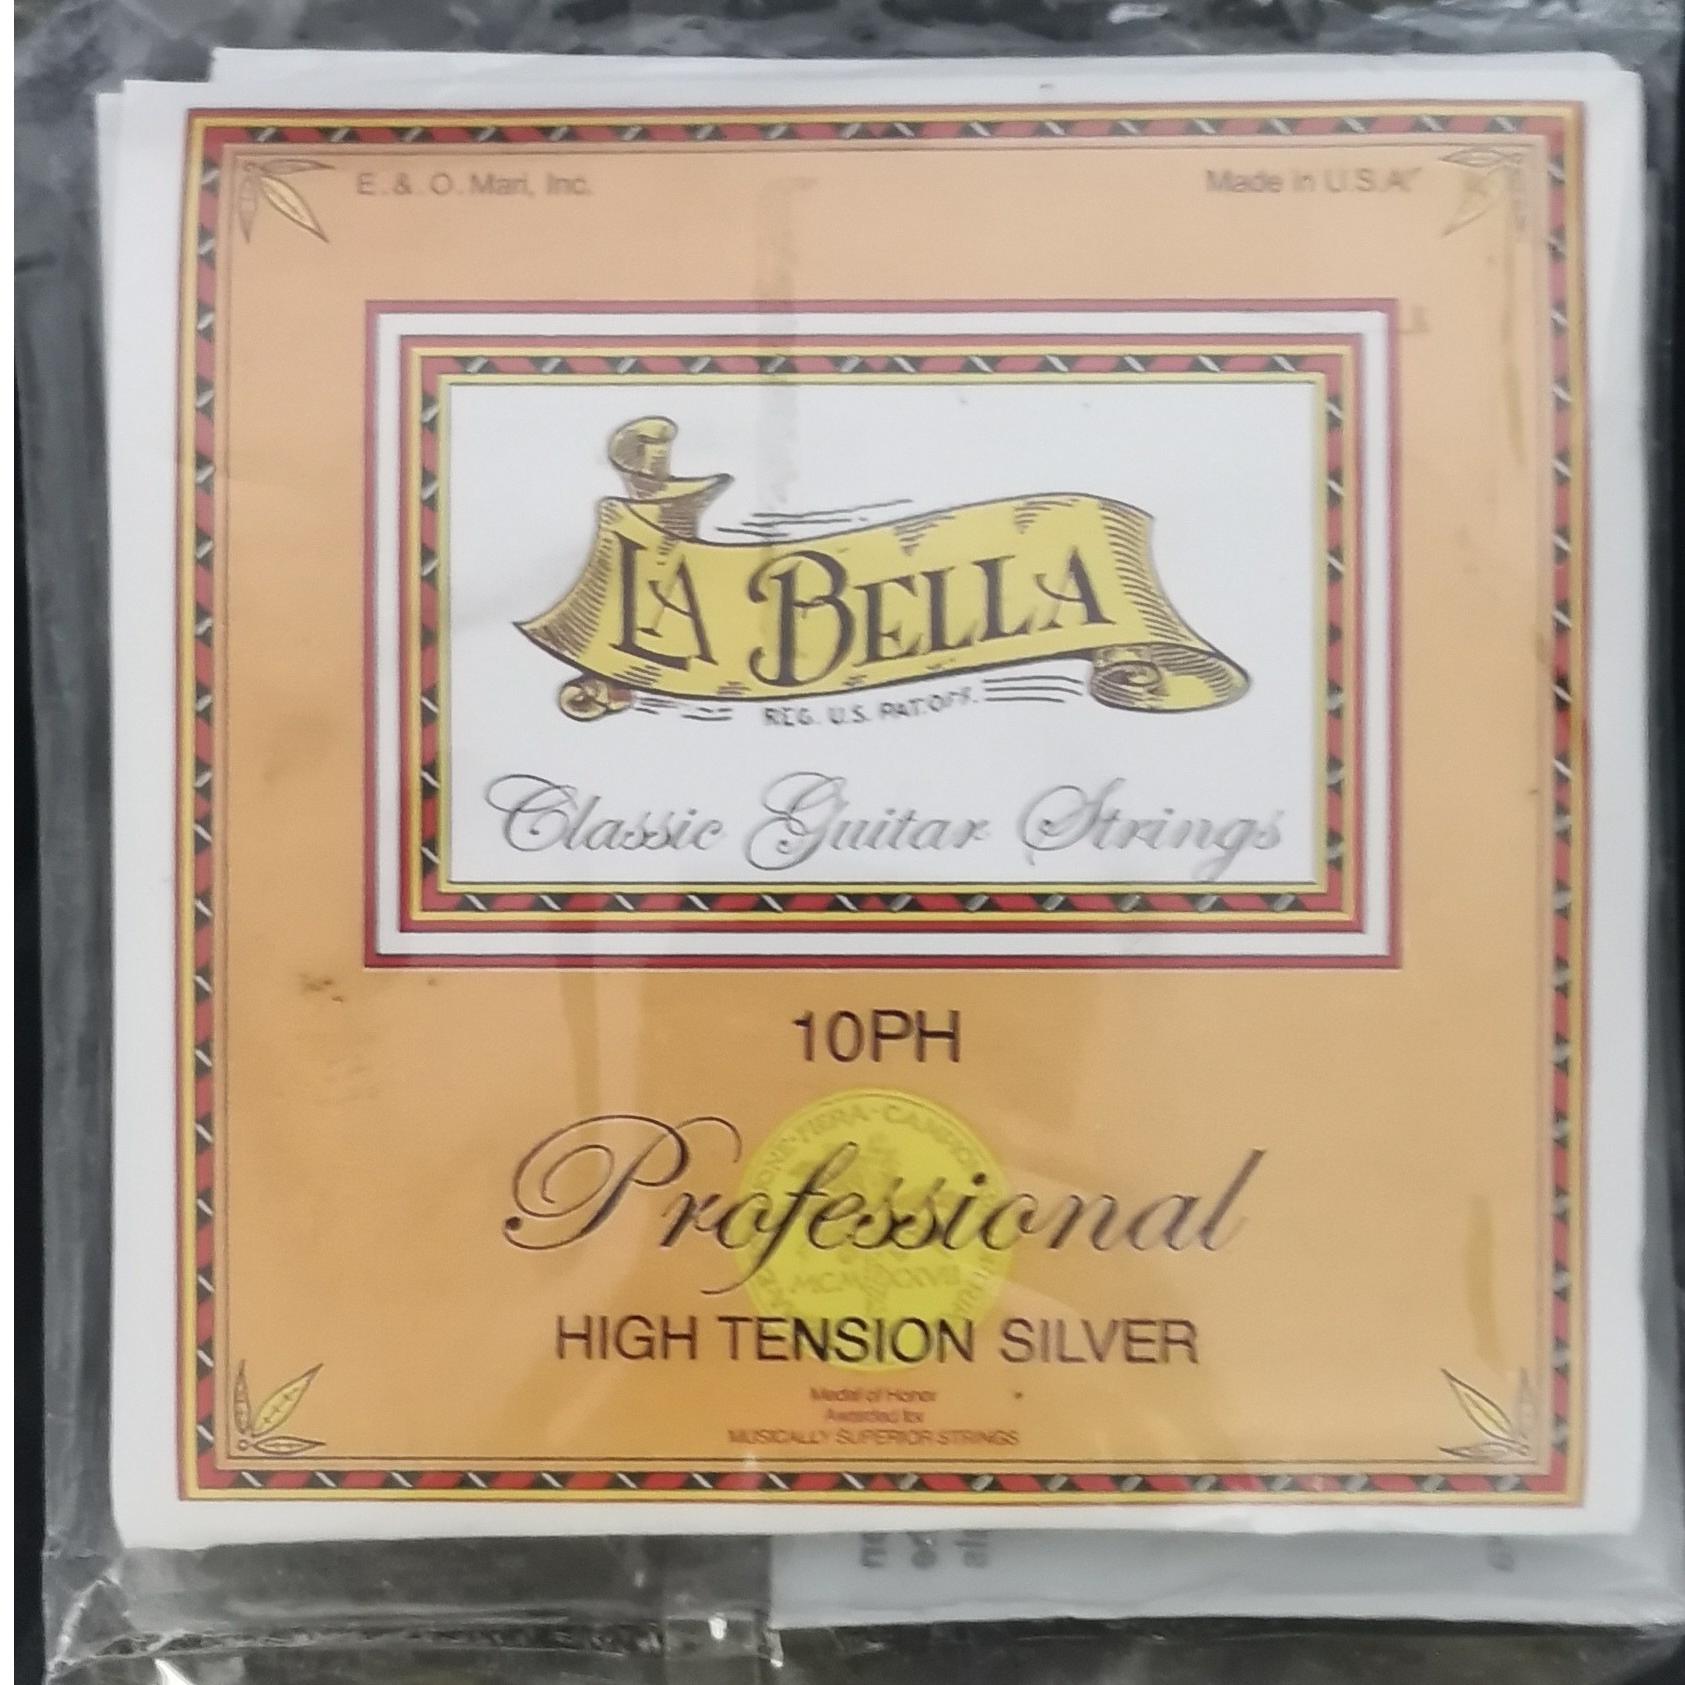 E. & O. Mari, Inc.
Made in U.S.A.
LA BELLA
REG. U.S. PAT. OFF.
Classic Guitar Strings
10PH
FIERA
Professional
HIGH TENSION SILVER
Medal of Honor
Awarded for
MUSICALLY SUPERIOR STRINGS